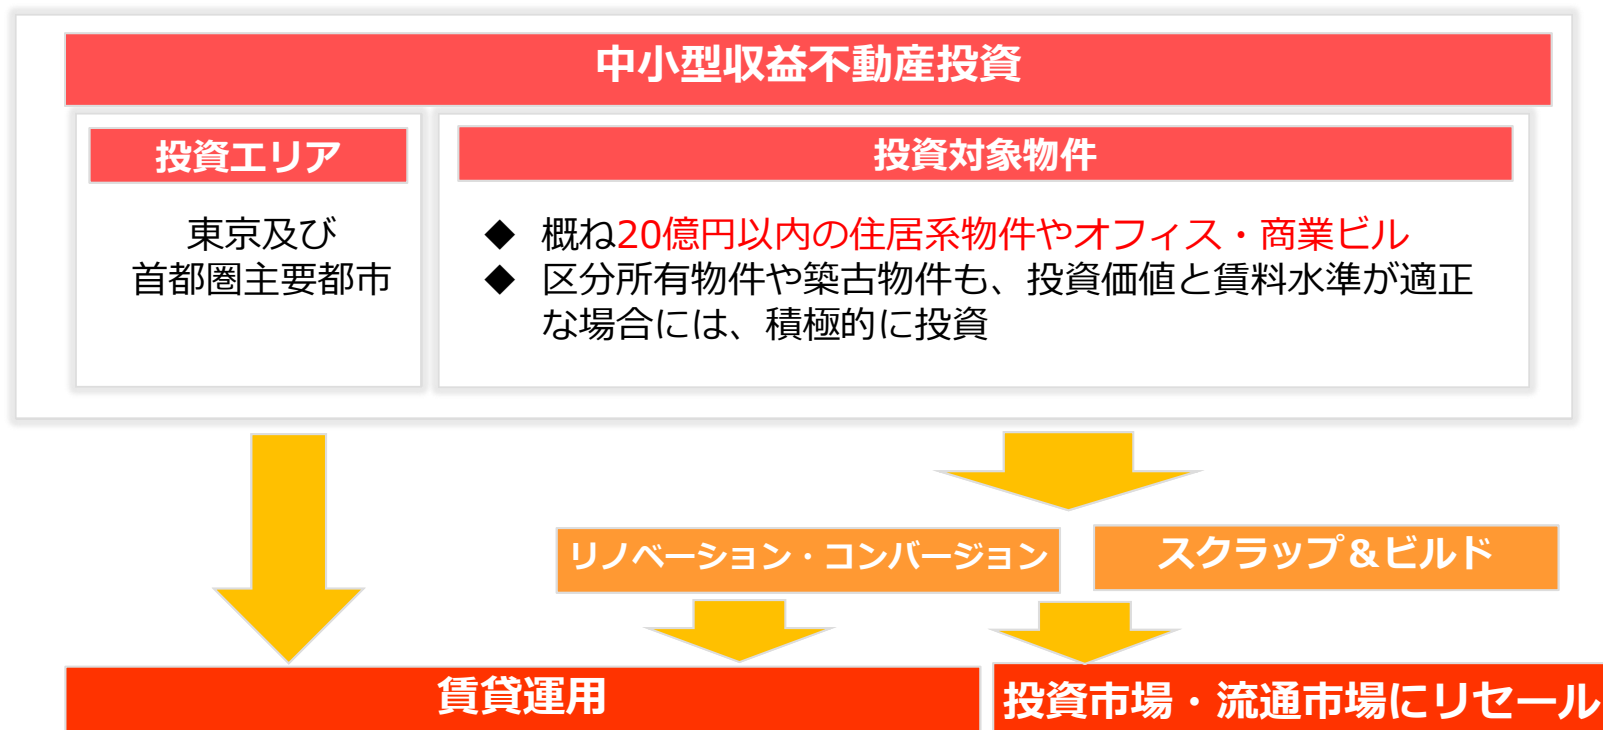 中小型収益不動産投資
投資エリア
東京及び
首都圏主要都市
投資対象物件
◆ 概ね20億円以内の住居系物件やオフィス・商業ビル
◆ 区分所有物件や築古物件も、投資価値と賃料水準が適正
な場合には、積極的に投資
リノベーション・コンバージョン
スクラップ＆ビルド
賃貸運用
投資市場・流通市場にリセール